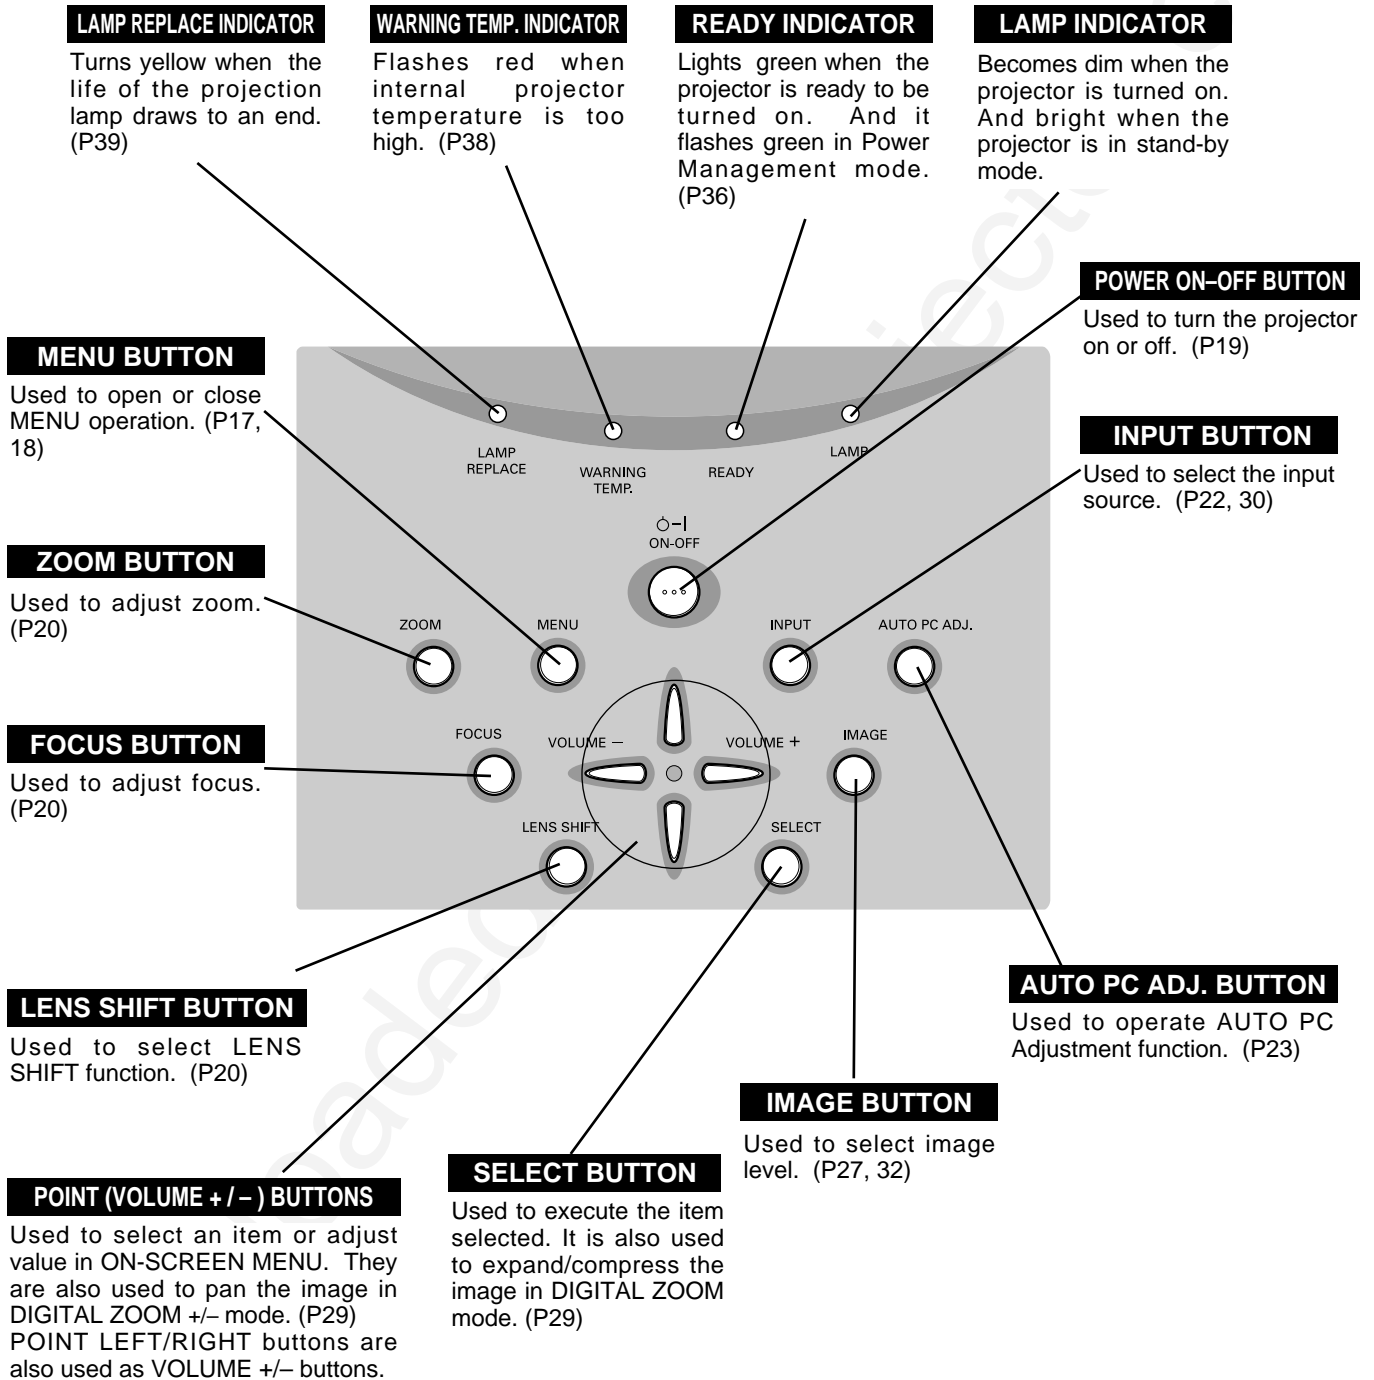 LAMP REPLACE INDICATOR
Turns yellow when the
life of the projection
lamp draws to an end.
(P39)
WARNING TEMP. INDICATOR
Flashes red when
internal projector
temperature is too
high. (P38)
READY INDICATOR
Lights green when the
projector is ready to be
turned on. And it
flashes green in Power
Management mode.
(P36)
LAMP INDICATOR
Becomes dim when the
projector is turned on.
And bright when the
projector is in stand-by
mode.
POWER ON–OFF BUTTON
Used to turn the projector
on or off. (P19)
MENU BUTTON
Used to open or close
MENU operation. (P17,
18)
INPUT BUTTON
Used to select the input
source. (P22, 30)
ZOOM BUTTON
Used to adjust zoom.
(P20)
FOCUS BUTTON
Used to adjust focus.
(P20)
LAMP
REPLACE
WARNING
TEMP.
READY
LAMP
ON-OFF
ZOOM
MENU
INPUT
AUTO PC ADJ.
FOCUS
VOLUME –
VOLUME +
IMAGE
LENS SHIFT
SELECT
LENS SHIFT BUTTON
Used to select LENS
SHIFT function. (P20)
AUTO PC ADJ. BUTTON
Used to operate AUTO PC
Adjustment function. (P23)
IMAGE BUTTON
Used to select image
level. (P27, 32)
SELECT BUTTON
Used to execute the item
selected. It is also used
to expand/compress the
image in DIGITAL ZOOM
mode. (P29)
POINT (VOLUME + / – ) BUTTONS
Used to select an item or adjust
value in ON-SCREEN MENU. They
are also used to pan the image in
DIGITAL ZOOM +/– mode. (P29)
POINT LEFT/RIGHT buttons are
also used as VOLUME +/– buttons.